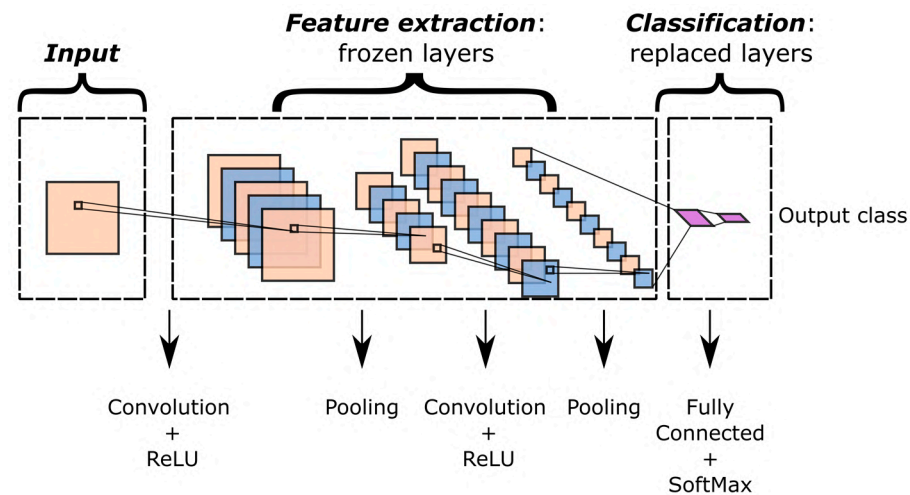 Input
Feature extraction:
frozen layers
Classification:
replaced layers
Output class
Convolution
+
ReLU
Pooling
Convolution
+
ReLU
Pooling
Fully
Connected
+
SoftMax